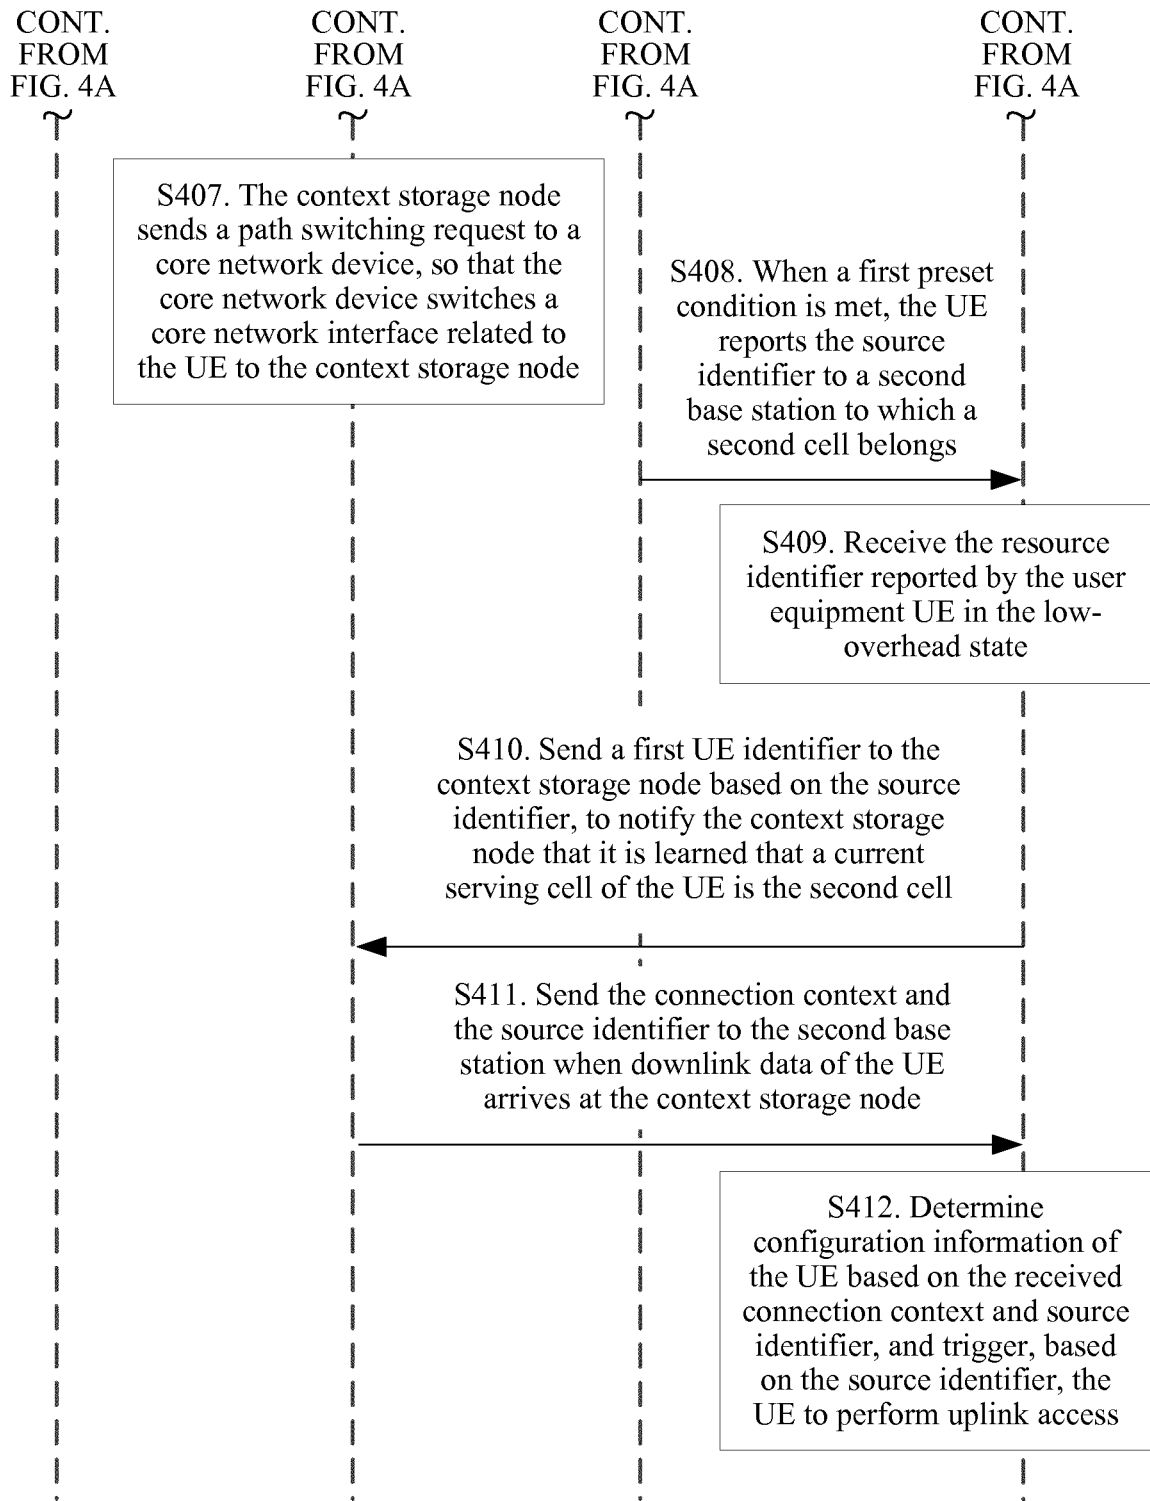 CONT.
FROM
FIG. 4A
CONT.
FROM
FIG. 4A
CONT.
FROM
FIG. 4A
CONT.
FROM
FIG. 4A
S407. The context storage node
sends a path switching request to a
core network device, so that the
core network device switches a
core network interface related to
the UE to the context storage node
S408. When a first preset
condition is met, the UE
reports the source
identifier to a second
base station to which a
second cell belongs
S409. Receive the resource
identifier reported by the user
equipment UE in the low-
overhead state
S410. Send a first UE identifier to the
context storage node based on the source
identifier, to notify the context storage
node that it is learned that a current
serving cell of the UE is the second cell
S411. Send the connection context and
the source identifier to the second base
station when downlink data of the UE
arrives at the context storage node
S412. Determine
configuration information of
the UE based on the received
connection context and source
identifier, and trigger, based
on the source identifier, the
UE to perform uplink access